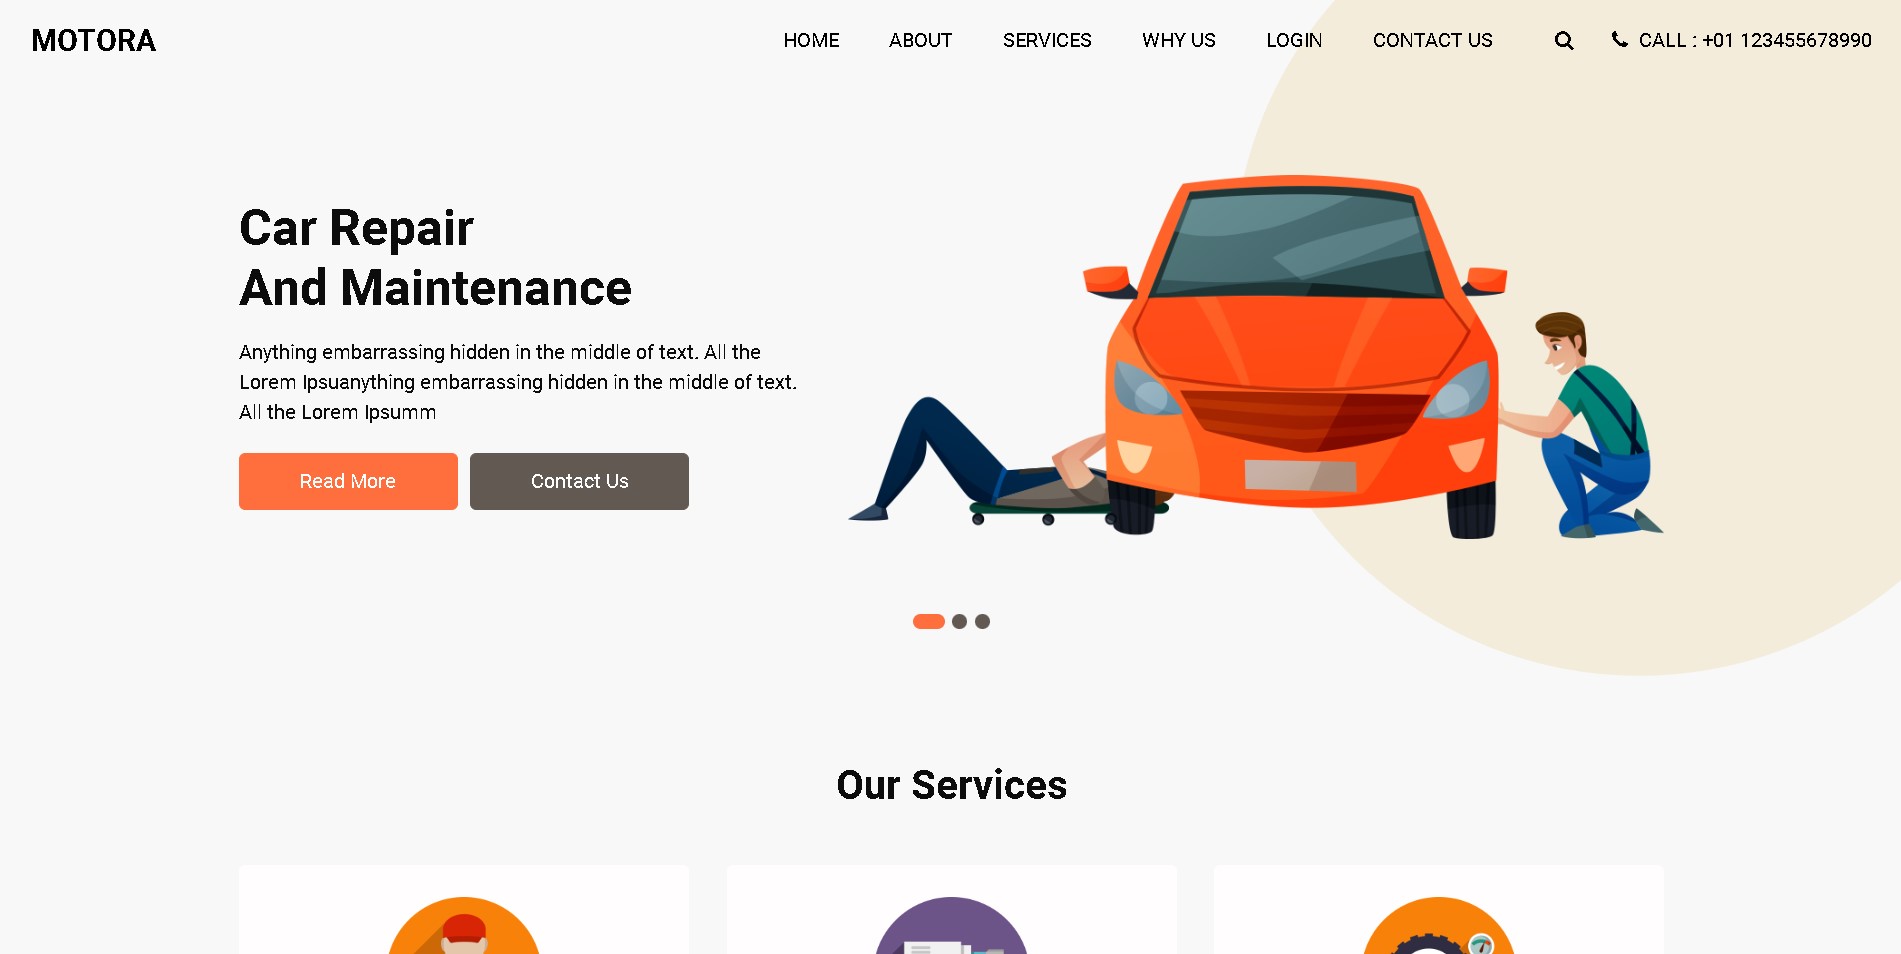 MOTORA
HOME
ABOUT
SERVICES
WHY US
LOGIN
CONTACT US
CALL : +01 123455678990
Car Repair
And Maintenance
Anything embarrassing hidden in the middle of text. All the
Lorem Ipsuanything embarrassing hidden in the middle of text.
All the Lorem Ipsumm
Read More
Contact Us
Our Services